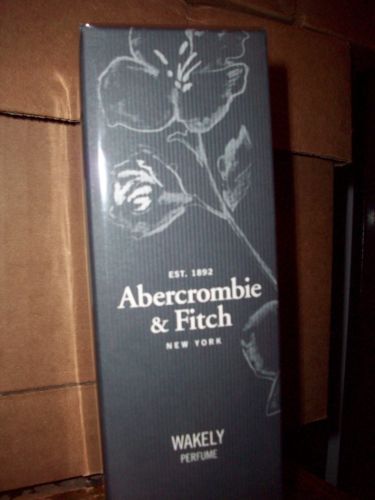 EST. 1892
Abercrombie
& Fitch
NEW YORK
WAKELY
PERFUME